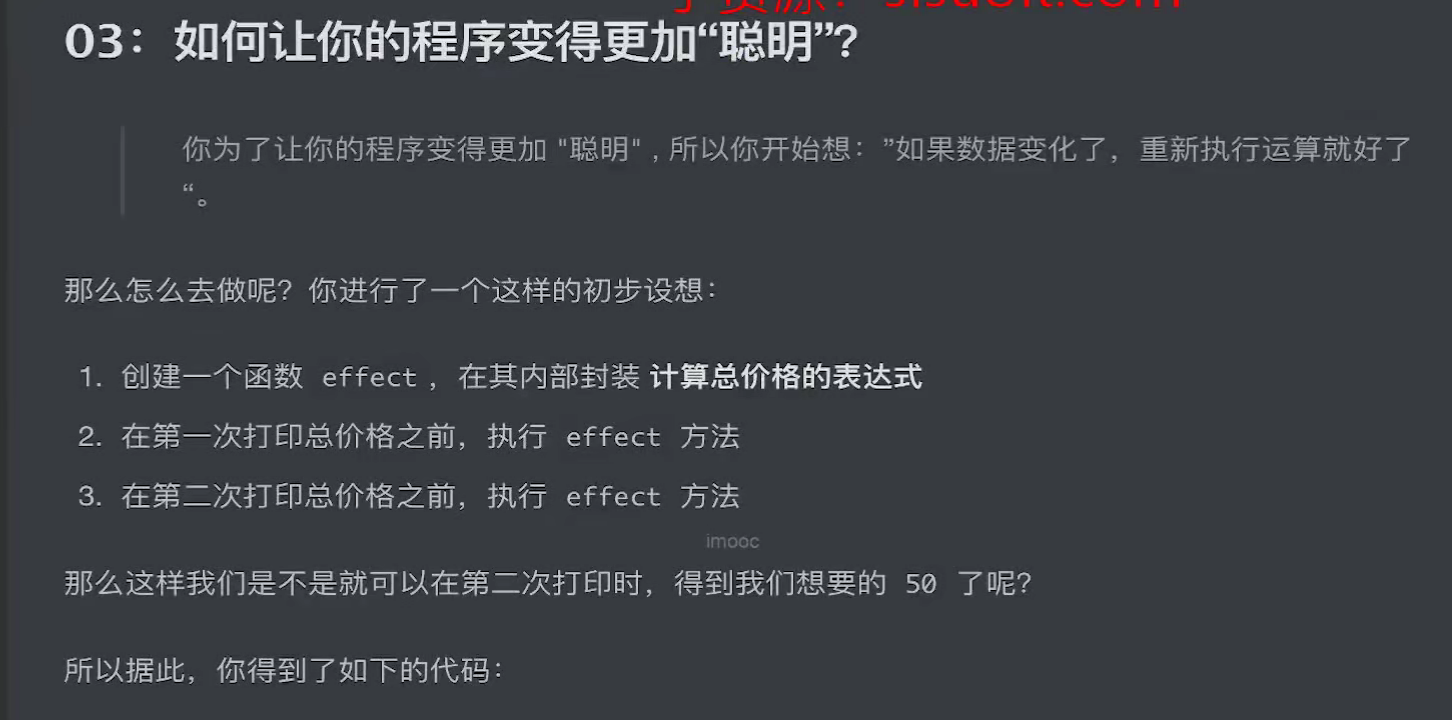 03：如何让你的程序变得更加“聪明”？
你为了让你的程序变得更加 "聪明" , 所以你开始想：”如果数据变化了，重新执行运算就好了
“。
那么怎么去做呢？你进行了一个这样的初步设想：
1. 创建一个函数 effect ，在其内部封装 计算总价格的表达式
2. 在第一次打印总价格之前，执行 effect 方法
3. 在第二次打印总价格之前，执行 effect 方法
imooc
那么这样我们是不是就可以在第二次打印时，得到我们想要的 50 了呢？
所以据此，你得到了如下的代码：